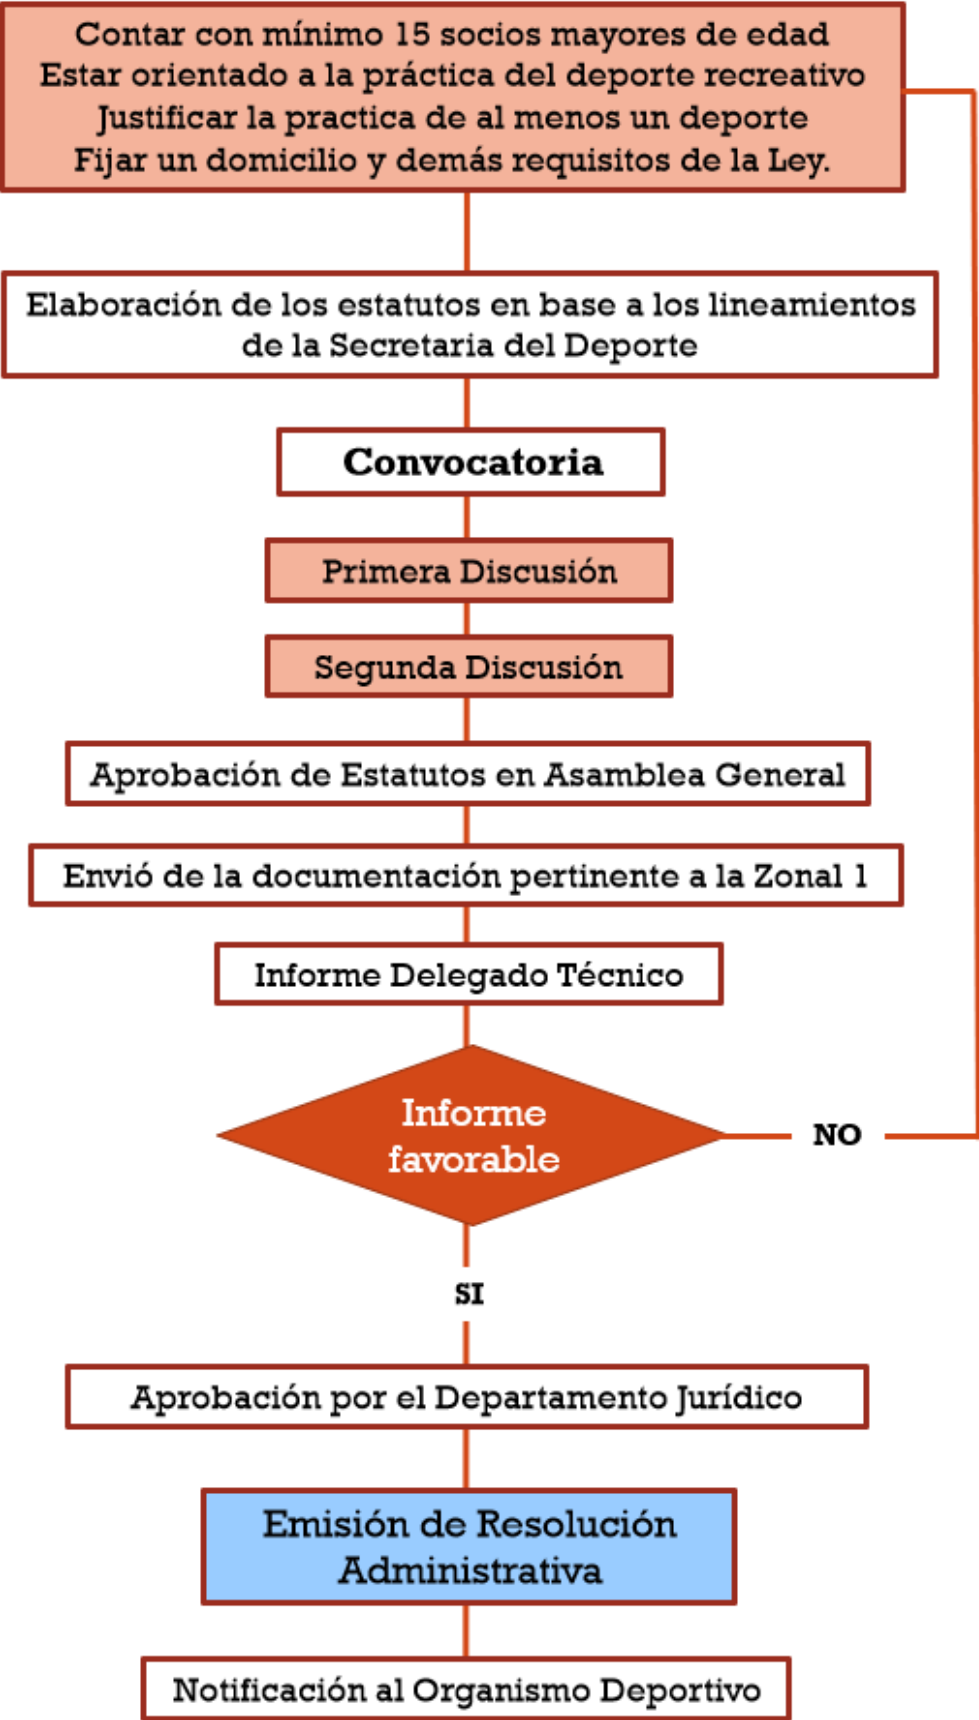 Contar con mínimo 15 socios mayores de edad
Estar orientado a la práctica del deporte recreativo
Justificar la practica de al menos un deporte
Fijar un domicilio y demás requisitos de la Ley.
Elaboración de los estatutos en base a los lineamientos
de la Secretaria del Deporte
Convocatoria
Primera Discusión
Segunda Discusión
Aprobación de Estatutos en Asamblea General
Envió de la documentación pertinente a la Zonal 1
Informe Delegado Técnico
Informe
favorable
NO
SI
Aprobación por el Departamento Jurídico
Emisión de Resolución
Administrativa
Notificación al Organismo Deportivo